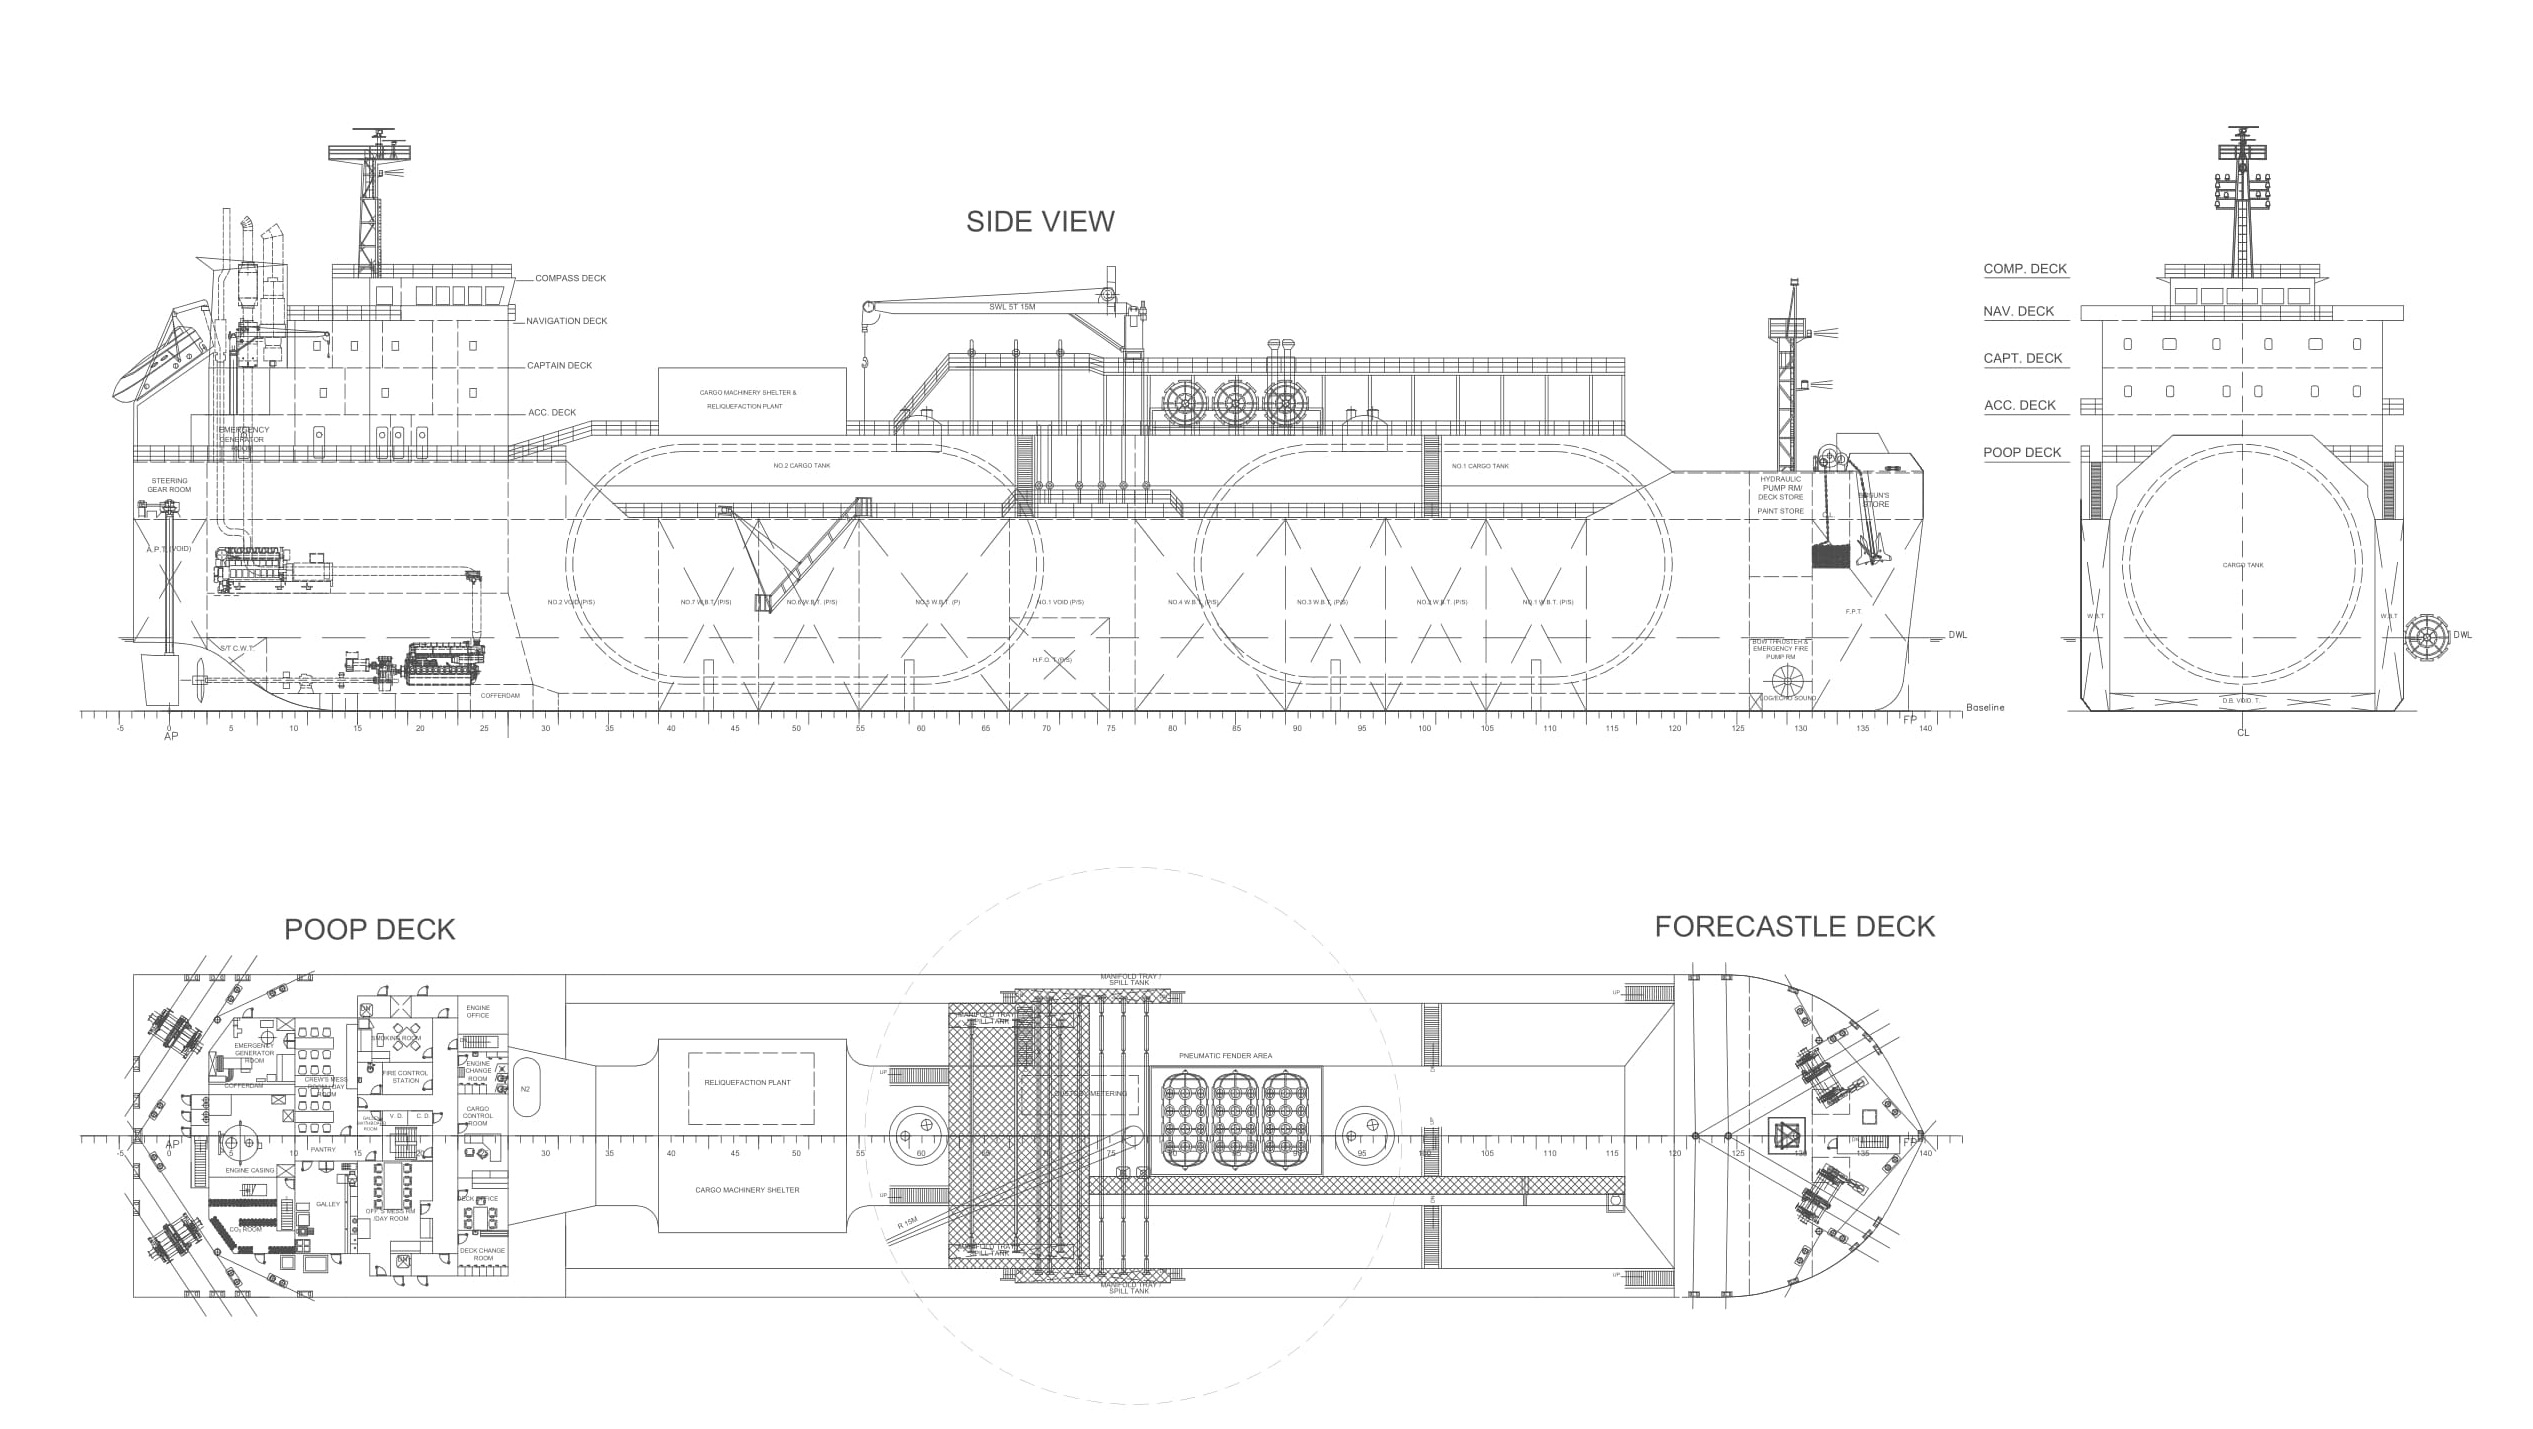 SIDE VIEW
COMPASS DECK
NAVIGATION DECK
CAPTAIN DECK
ACC. DECK
SWL 5T 15M
CARGO MACHINERY SHELTER &
RELIQUEFACTION PLANT
EMERGENCY
GENERATOR
ROOM
STEERING
GEAR ROOM
NO.2 CARGO TANK
NO.1 CARGO TANK
HYDRAULIC
PUMP RM/
DECK STORE
PAINT STORE
BOSUN'S
STORE
C.L.
A.P.T. (VOID)
NO.2 VOID (P/S)
NO.7 W.B.T. (P/S)
NO.6 W.B.T. (P/S)
NO.5 W.B.T. (P)
NO.1 VOID (P/S)
NO.4 W.B.T. (P/S)
NO.3 W.B.T. (P/S)
NO.2 W.B.T. (P/S)
NO.1 W.B.T. (P/S)
F.P.T.
S/T C.W.T.
H.F.O. T.(P/S)
BOW THRUSTER &
EMERGENCY FIRE
PUMP RM
DWL
COFFERDAM
LOG/ECHO SOUND
Baseline
-5 0 5 10 15 20 25 30 35 40 45 50 55 60 65 70 75 80 85 90 95 100 105 110 115 120 125 130 135 140
AP
FP
COMP. DECK
NAV. DECK
CAPT. DECK
ACC. DECK
POOP DECK
CARGO TANK
W.B.T
W.B.T
DWL
D.B. VOID T.
CL
POOP DECK
FORECASTLE DECK
MANIFOLD TRAY /
SPILL TANK
UP
ENGINE
OFFICE
MANIFOLD TRAY
SPILL TANK
SMOKING ROOM
EMERGENCY
GENERATOR
ROOM
DN
PNEUMATIC FENDER AREA
ENGINE
CHANGE
ROOM
FIRE CONTROL
STATION
UP
DN
COFFERDAM
CREW'S MESS
ROOM / DAY
ROOM
N2
RELIQUEFACTION PLANT
CUSTODY METERING
CARGO
CONTROL
ROOM
V. D.
C. D.
UP
AP
FP
-5 0 5 10 15 20 30 35 40 45 50 55 60 65 70 75 80 85 90 95 100 105 110 115 120 125 130 135 140
PANTRY
ENGINE CASING
CARGO MACHINERY SHELTER
UP
DECK OFFICE
GALLEY
OFF.'S MESS RM
/DAY ROOM
CO2 ROOM
R 15M
DN
DECK CHANGE
ROOM
MANIFOLD TRAY
SPILL TANK
UP
MANIFOLD TRAY /
SPILL TANK